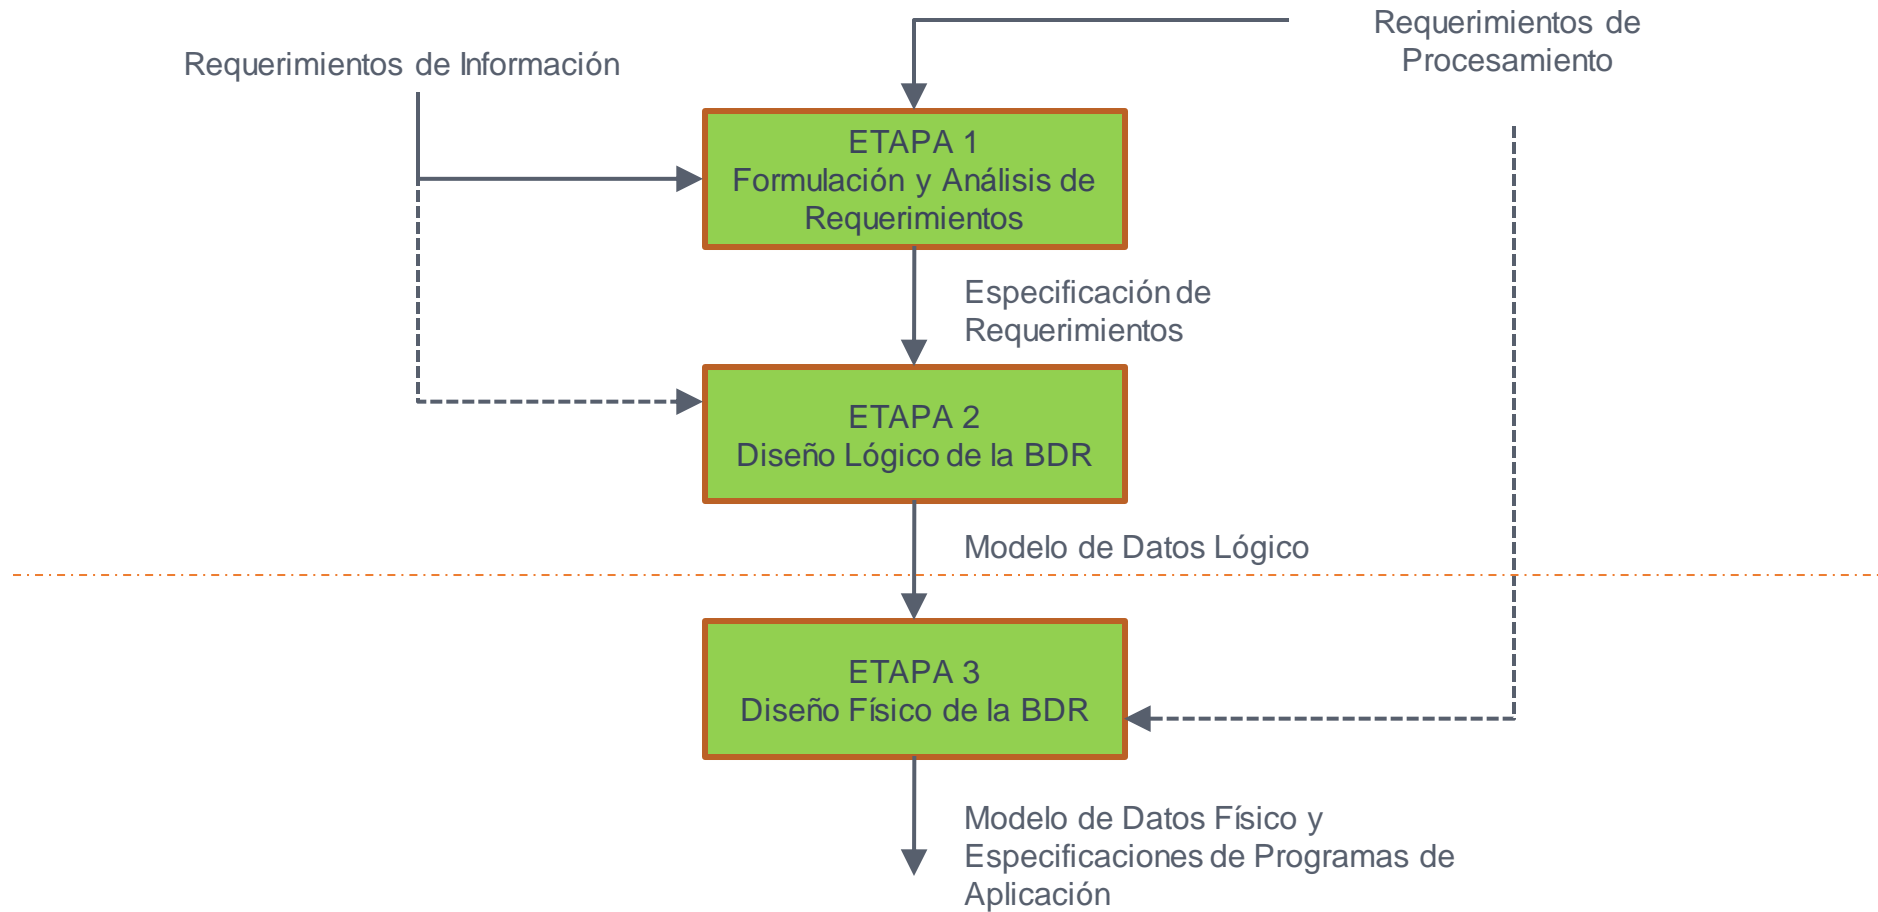 Requerimientos de Información
Requerimientos de
Procesamiento
ETAPA 1
Formulación y Análisis de
Requerimientos
Especificación de
Requerimientos
ETAPA 2
Diseño Lógico de la BDR
Modelo de Datos Lógico
ETAPA 3
Diseño Físico de la BDR
Modelo de Datos Físico y
Especificaciones de Programas de
Aplicación